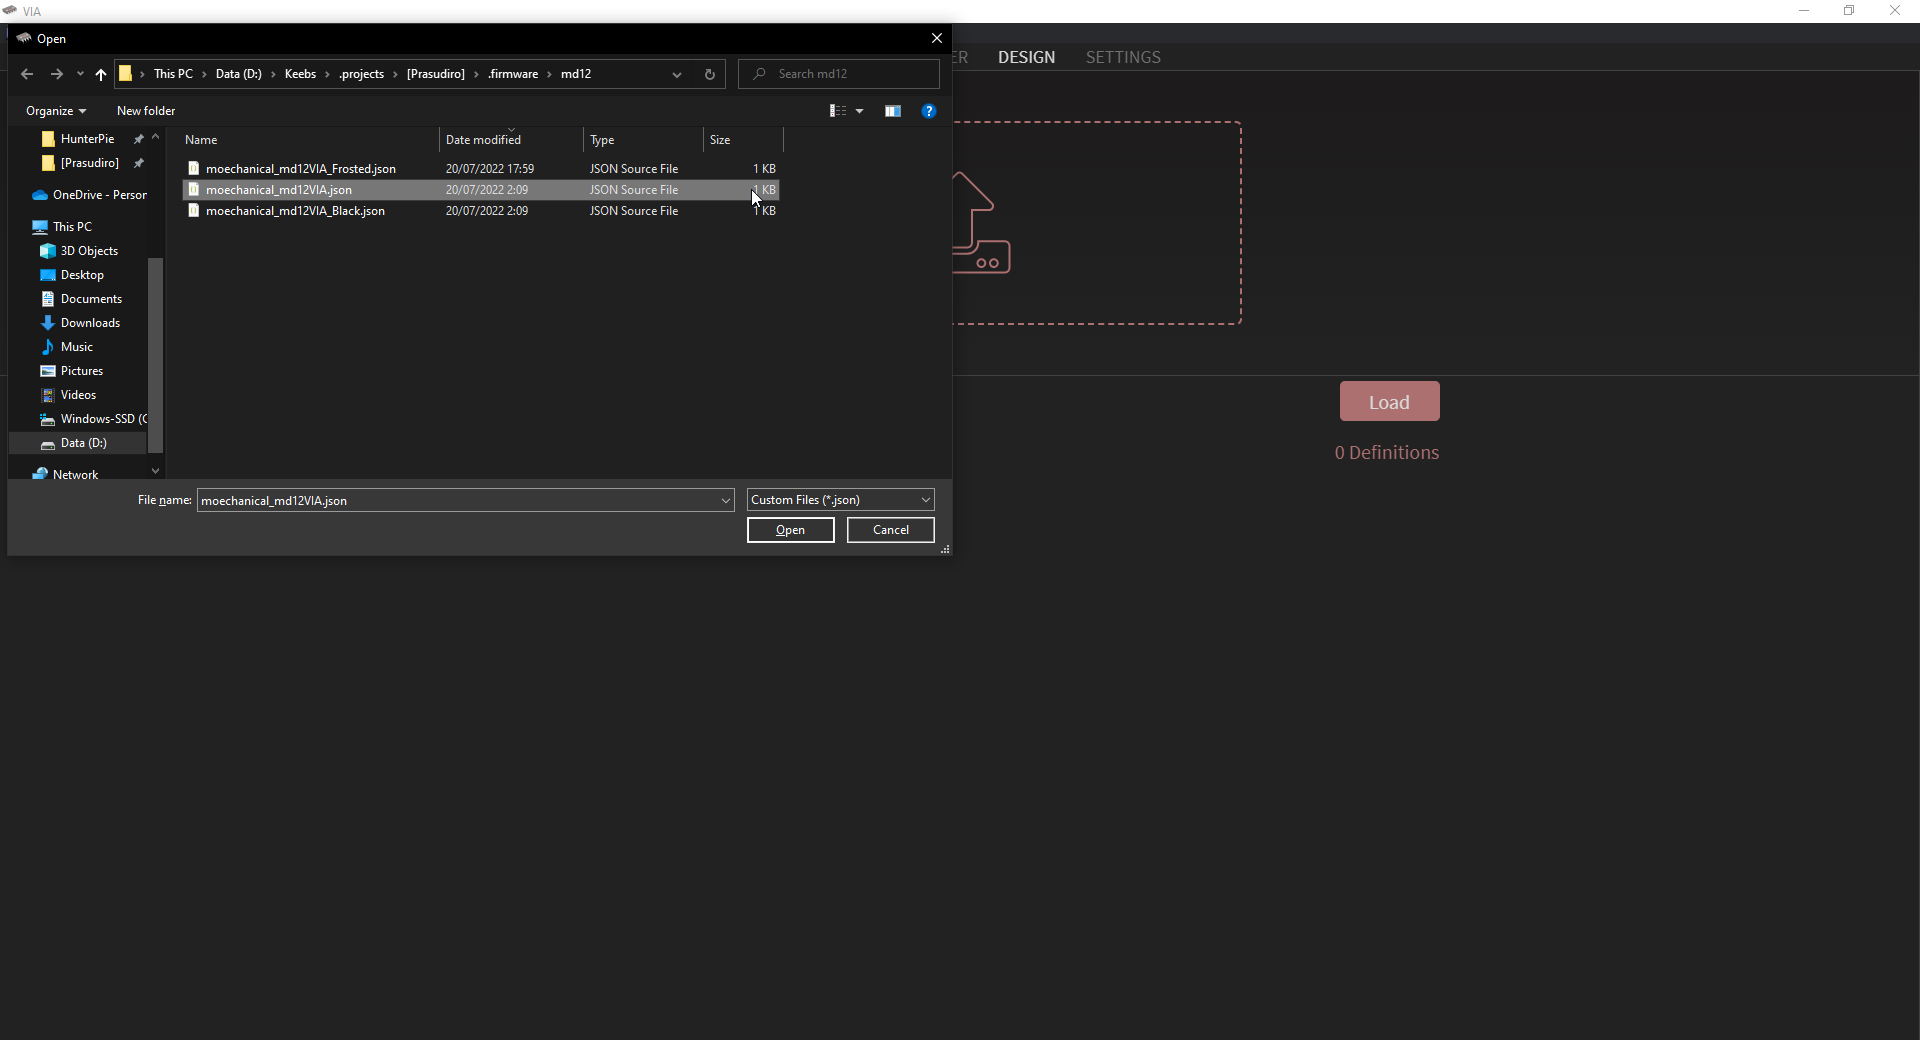 VIA
Open
This PC
Data (D:)
Keebs
.projects
[Prasudiro]
.firmware
md12
Search md12
ER
DESIGN
SETTINGS
Organize
New folder
HunterPie
[Prasudiro]
OneDrive - Person
This PC
3D Objects
Desktop
Documents
Downloads
Music
Pictures
Videos
Windows-SSD (C
Data (D:)
Network
Name Date modified Type Size
moechanical_md12VIA_Frosted.json 20/07/2022 17:59 JSON Source File 1 KB
moechanical_md12VIA.json 20/07/2022 2:09 JSON Source File 1 KB
moechanical_md12VIA_Black.json 20/07/2022 2:09 JSON Source File 1 KB
File name: moechanical_md12VIA.json
Custom Files (*.json)
Open
Cancel
Load
0 Definitions